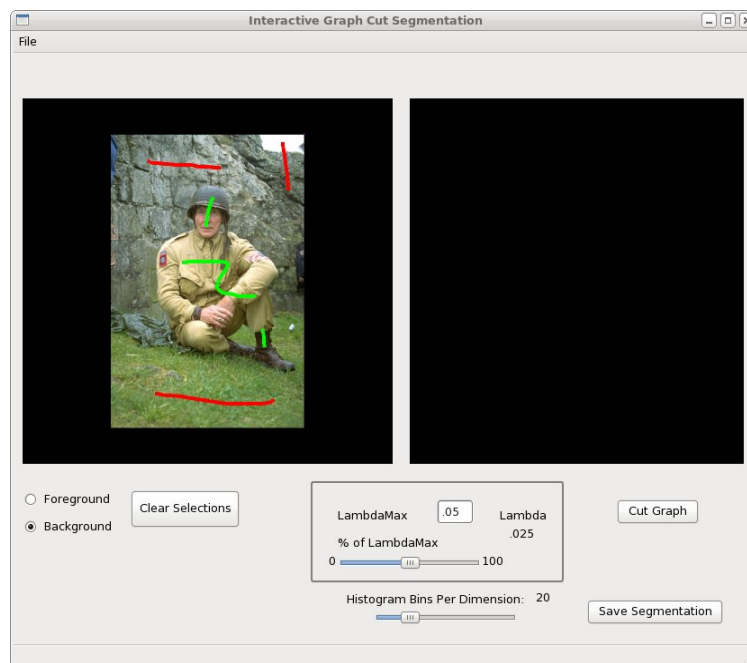 Interactive Graph Cut Segmentation
File
Foreground
Background
Clear Selections
LambdaMax .05 Lambda
.025
% of LambdaMax
0 100
Cut Graph
Histogram Bins Per Dimension: 20
Save Segmentation